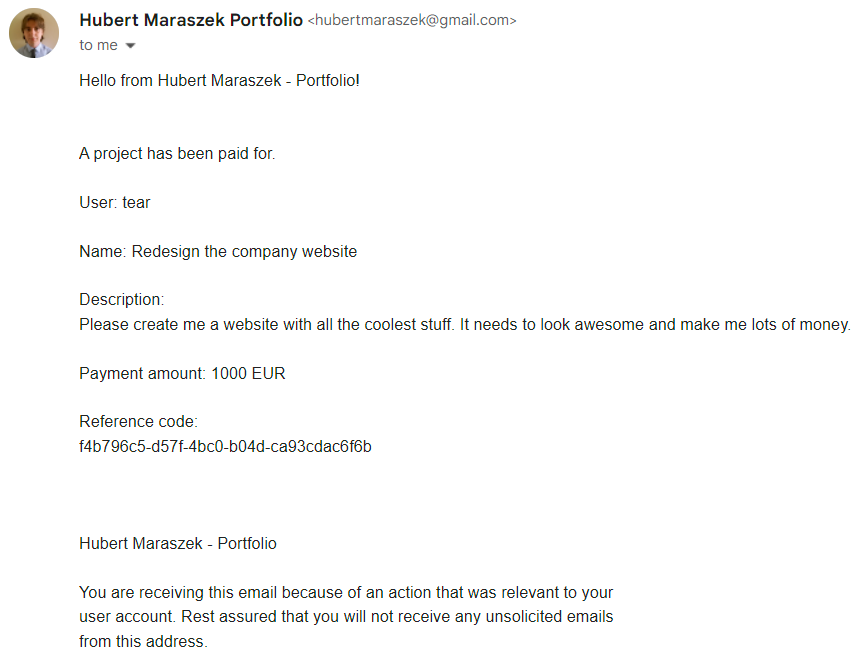 Hubert Maraszek Portfolio <hubertmaraszek@gmail.com>
to me
Hello from Hubert Maraszek - Portfolio!
A project has been paid for.
User: tear
Name: Redesign the company website
Description:
Please create me a website with all the coolest stuff. It needs to look awesome and make me lots of money.
Payment amount: 1000 EUR
Reference code:
f4b796c5-d57f-4bc0-b04d-ca93cdac6f6b
Hubert Maraszek - Portfolio
You are receiving this email because of an action that was relevant to your
user account. Rest assured that you will not receive any unsolicited emails
from this address.